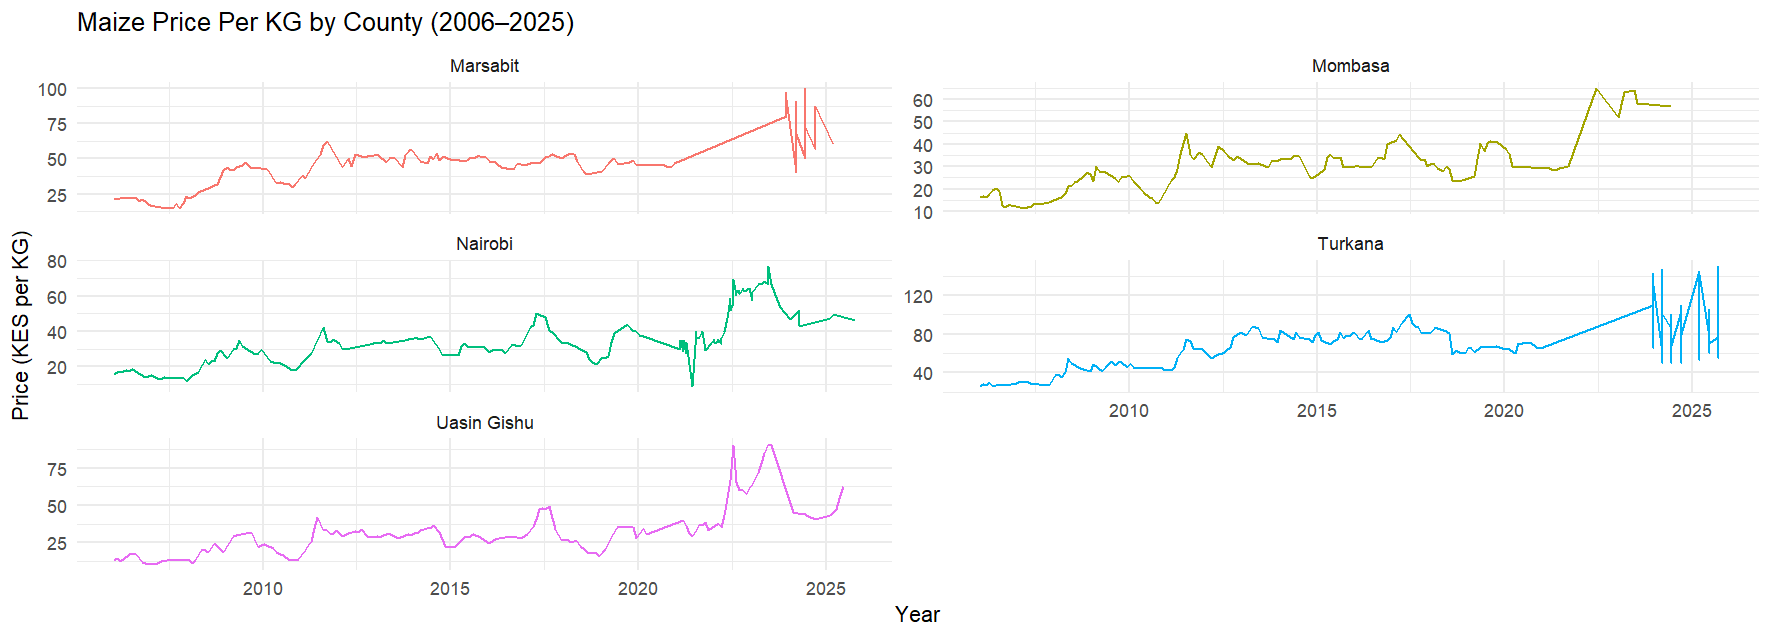 Maize Price Per KG by County (2006–2025)
Marsabit
100
75
50
25
Mombasa
60
50
40
30
20
10
Nairobi
80
60
40
20
Turkana
120
80
40
2010 2015 2020 2025
Uasin Gishu
75
50
25
2010 2015 2020 2025
Price (KES per KG)
Year